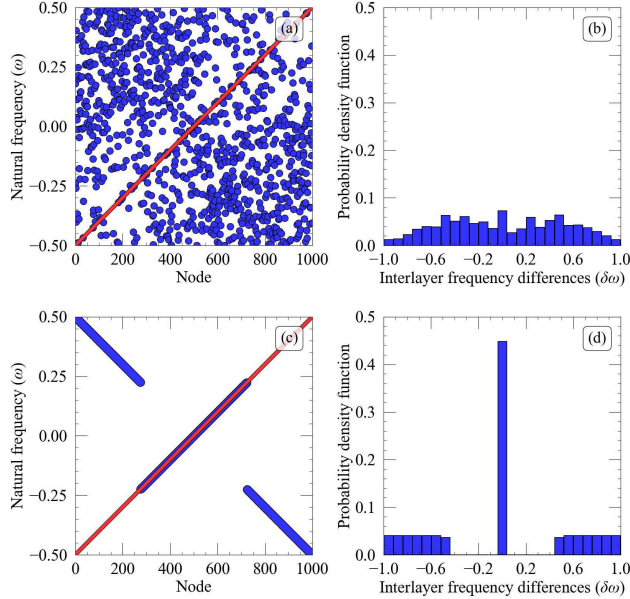 0.50
(a)
0.25
0.00
−0.25
−0.50
Natural frequency (ω)
0 200 400 600 800 1000
Node
0.5
(b)
0.4
0.3
0.2
0.1
0.0
Probability density function
−1.0 −0.6 −0.2 0.2 0.6 1.0
Interlayer frequency differences (δω)
0.50
(c)
0.25
0.00
−0.25
−0.50
Natural frequency (ω)
0 200 400 600 800 1000
Node
0.5
(d)
0.4
0.3
0.2
0.1
0.0
Probability density function
−1.0 −0.6 −0.2 0.2 0.6 1.0
Interlayer frequency differences (δω)